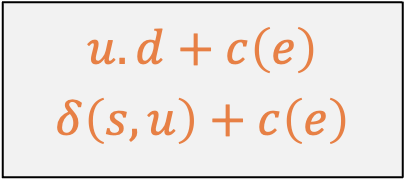 u.d + c(e)
δ(s,u) + c(e)